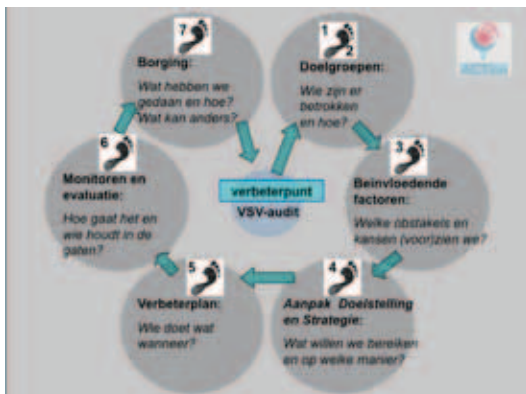 1
2
Doelgroepen:
Wie zijn er
betrokken
en hoe?
3
Beïnvloedende
factoren:
Welke obstakels en
kansen (voor)zien we?
4
Aanpak Doelstelling
en Strategie:
Wat willen we bereiken
en op welke manier?
5
Verbeterplan:
Wie doet wat
wanneer?
6
Monitoren en
evaluatie:
Hoe gaat het en
wie houdt in de
gaten?
7
Borging:
Wat hebben we
gedaan en hoe?
Wat kan anders?
verbeterpunt
VSV-audit